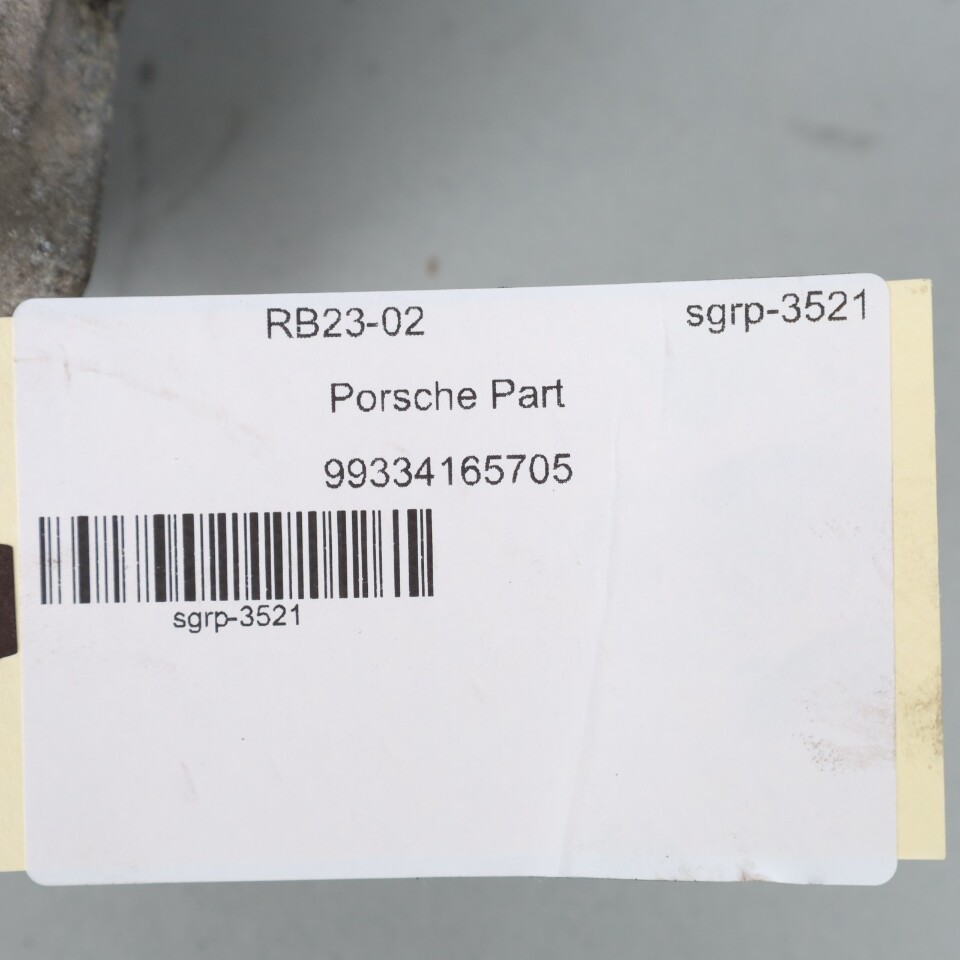 RB23-02 sgrp-3521
Porsche Part
99334165705
sgrp-3521